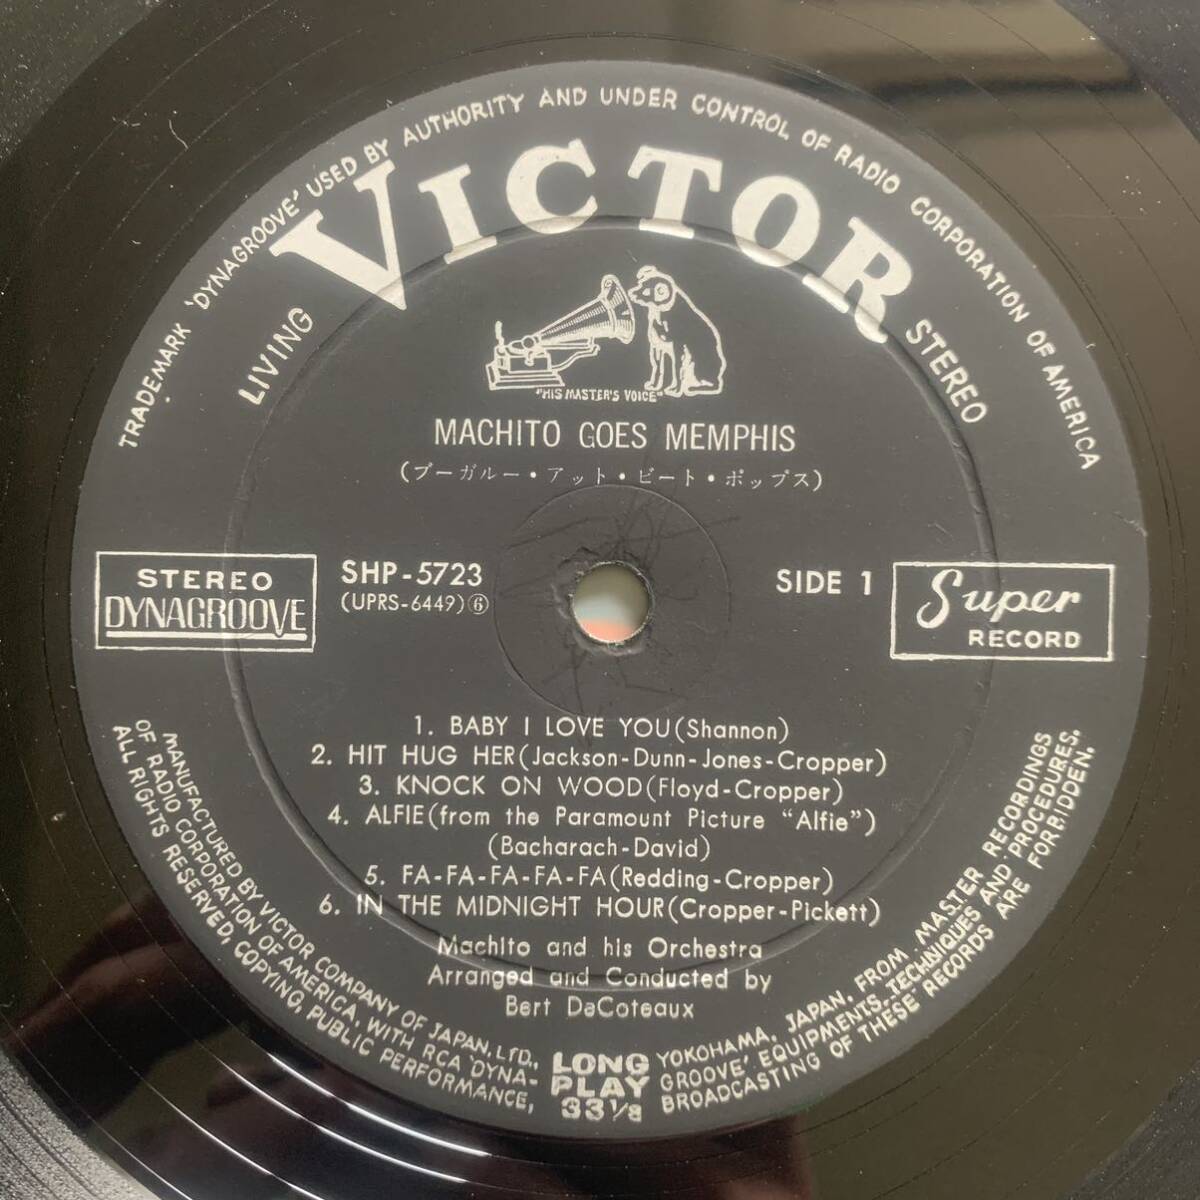 TRADEMARK 'DYNAGROOVE' USED BY AUTHORITY AND UNDER CONTROL OF RADIO CORPORATION OF AMERICA
LIVING
VICTOR
STEREO
"HIS MASTER'S VOICE"
MACHITO GOES MEMPHIS
(ブーガルー・アット・ビート・ポップス)
STEREO
DYNAGROOVE
SHP-5723
(UPRS-6449)⑥
SIDE 1
Super
RECORD
1. BABY I LOVE YOU(Shannon)
2. HIT HUG HER(Jackson-Dunn-Jones-Cropper)
3. KNOCK ON WOOD(Floyd-Cropper)
4. ALFIE(from the Paramount Picture "Alfie")
(Bacharach-David)
5. FA-FA-FA-FA-FA(Redding-Cropper)
6. IN THE MIDNIGHT HOUR(Cropper-Pickett)
Machito and his Orchestra
Arranged and Conducted by
Bert DeCoteaux
MANUFACTURED BY VICTOR COMPANY OF JAPAN, LTD., YOKOHAMA, JAPAN, FROM MASTER RECORDINGS
OF RADIO CORPORATION OF AMERICA, WITH RCA 'DYNA-GROOVE' EQUIPMENTS, TECHNIQUES AND PROCEDURES.
ALL RIGHTS RESERVED, COPYING, PUBLIC PERFORMANCE, BROADCASTING OF THESE RECORDS ARE FORBIDDEN.
LONG
PLAY
33 1/3